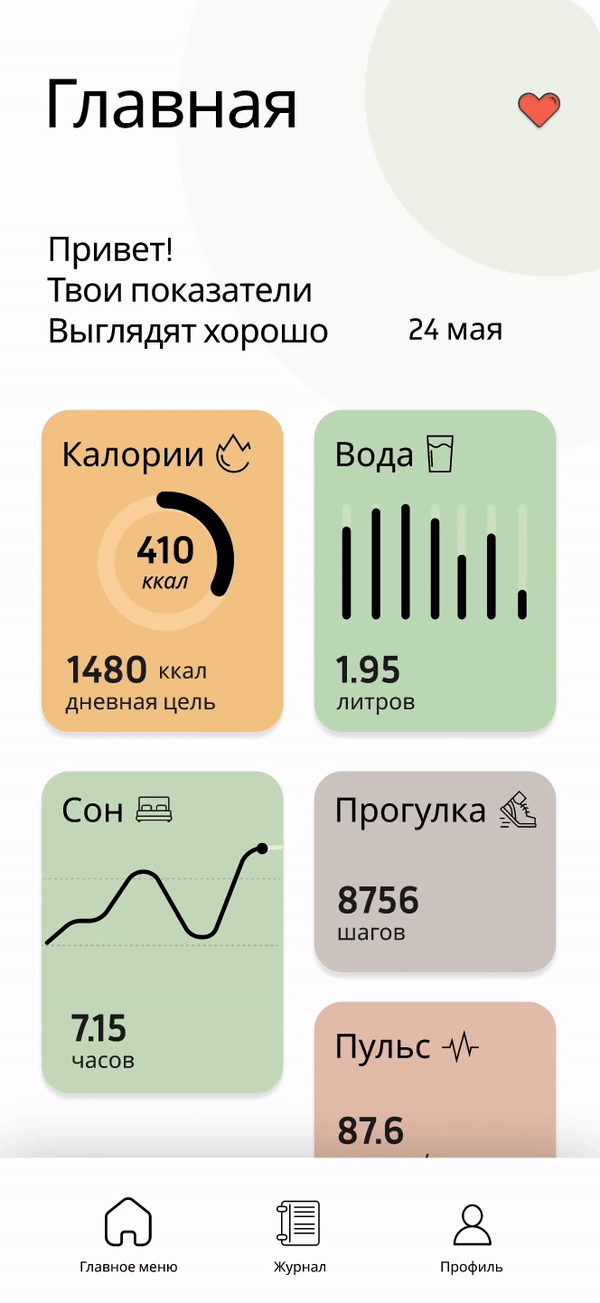 Главная
Привет!
Твои показатели
Выглядят хорошо
24 мая
Калории
410
ккал
1480 ккал
дневная цель
Вода
1.95
литров
Сон
7.15
часов
Прогулка
8756
шагов
Пульс
87.6
Главное меню
Журнал
Профиль